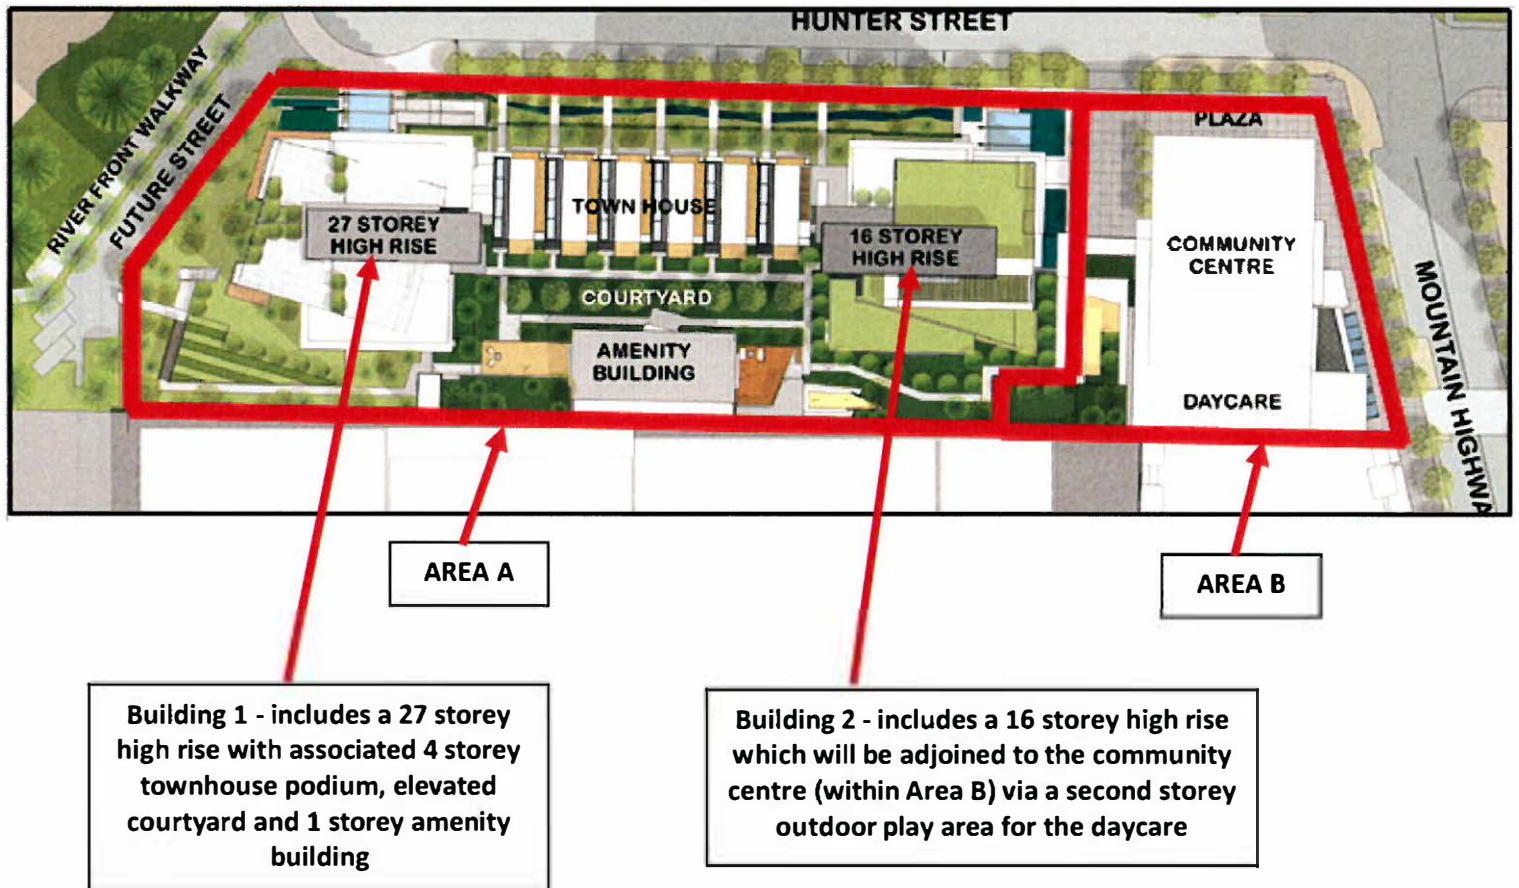 HUNTER STREET
RIVER FRONT WALKWAY
FUTURE STREET
PLAZA
TOWN HOUSE
27 STOREY
HIGH RISE
16 STOREY
HIGH RISE
COMMUNITY
CENTRE
COURTYARD
AMENITY
BUILDING
DAYCARE
MOUNTAIN HIGHWA
AREA A
AREA B
Building 1 - includes a 27 storey
high rise with associated 4 storey
townhouse podium, elevated
courtyard and 1 storey amenity
building
Building 2 - includes a 16 storey high rise
which will be adjoined to the community
centre (within Area B) via a second storey
outdoor play area for the daycare